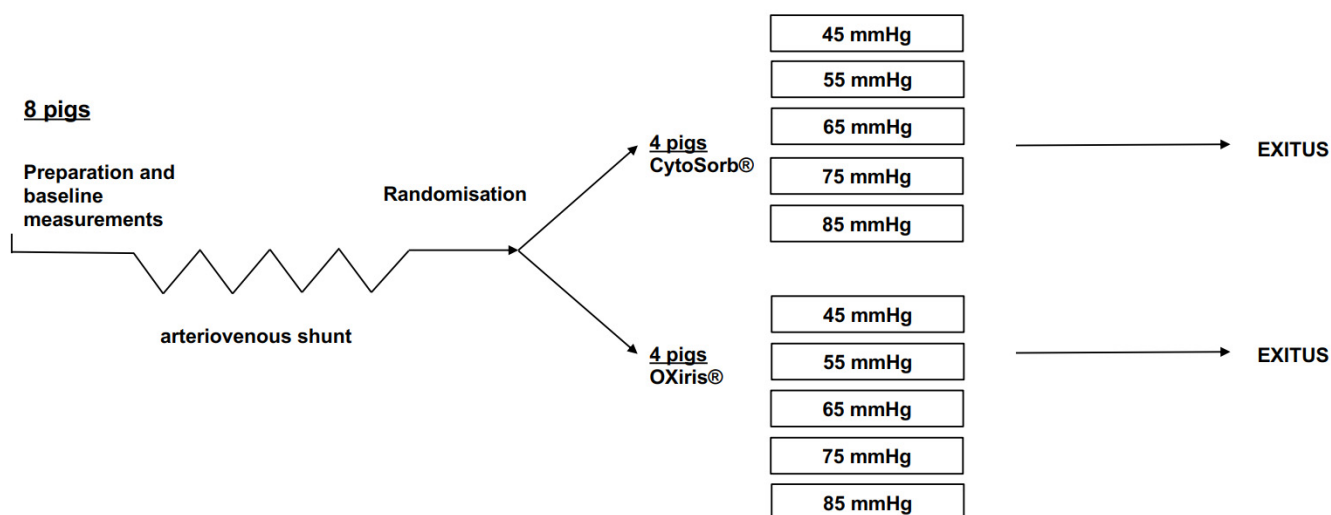 8 pigs
Preparation and
baseline
measurements
arteriovenous shunt
Randomisation
4 pigs
CytoSorb®
45 mmHg
55 mmHg
65 mmHg
75 mmHg
85 mmHg
EXITUS
4 pigs
OXiris®
45 mmHg
55 mmHg
65 mmHg
75 mmHg
85 mmHg
EXITUS